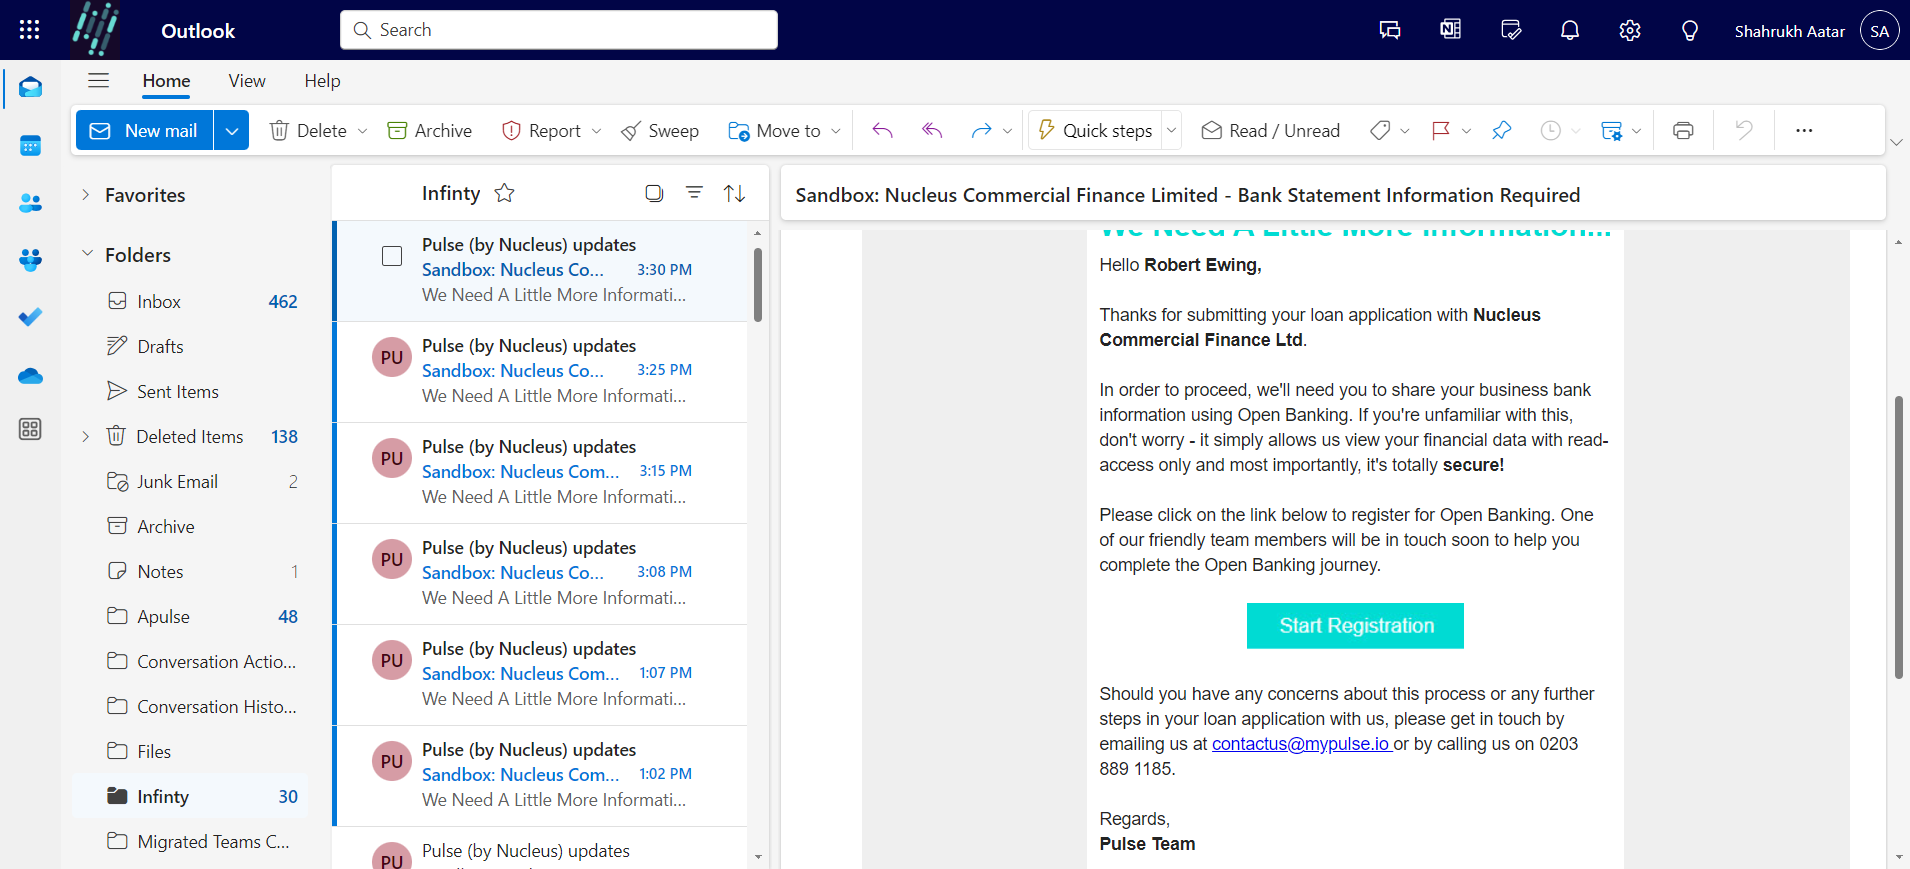 Outlook
Search
Shahrukh Aatar
SA
Home
View
Help
New mail
Delete
Archive
Report
Sweep
Move to
Quick steps
Read / Unread
Favorites
Folders
Inbox 462
Drafts
Sent Items
Deleted Items 138
Junk Email 2
Archive
Notes 1
Apulse 48
Conversation Actio...
Conversation Histo...
Files
Infinty 30
Migrated Teams C...
Infinty
Pulse (by Nucleus) updates
Sandbox: Nucleus Co... 3:30 PM
We Need A Little More Informati...
PU
Pulse (by Nucleus) updates
Sandbox: Nucleus Co... 3:25 PM
We Need A Little More Informati...
PU
Pulse (by Nucleus) updates
Sandbox: Nucleus Com... 3:15 PM
We Need A Little More Informati...
PU
Pulse (by Nucleus) updates
Sandbox: Nucleus Co... 3:08 PM
We Need A Little More Informati...
PU
Pulse (by Nucleus) updates
Sandbox: Nucleus Com... 1:07 PM
We Need A Little More Informati...
PU
Pulse (by Nucleus) updates
Sandbox: Nucleus Com... 1:02 PM
We Need A Little More Informati...
PU
Pulse (by Nucleus) updates
Sandbox: Nucleus Commercial Finance Limited - Bank Statement Information Required
We Need A Little More Information...
Hello Robert Ewing,
Thanks for submitting your loan application with Nucleus
Commercial Finance Ltd.
In order to proceed, we'll need you to share your business bank
information using Open Banking. If you're unfamiliar with this,
don't worry - it simply allows us view your financial data with read-
access only and most importantly, it's totally secure!
Please click on the link below to register for Open Banking. One
of our friendly team members will be in touch soon to help you
complete the Open Banking journey.
Start Registration
Should you have any concerns about this process or any further
steps in your loan application with us, please get in touch by
emailing us at contactus@mypulse.io or by calling us on 0203
889 1185.
Regards,
Pulse Team